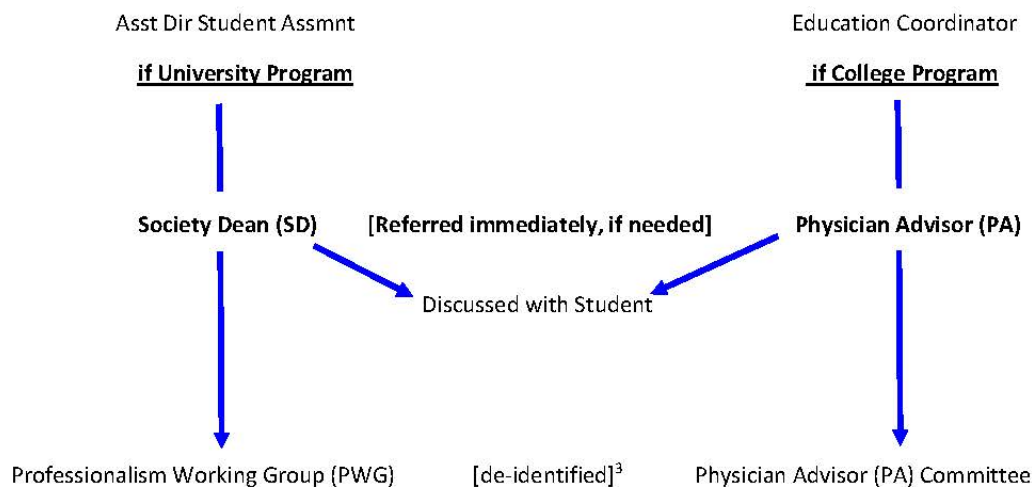 Asst Dir Student Assmnt Education Coordinator
if University Program if College Program
Society Dean (SD) [Referred immediately, if needed] Physician Advisor (PA)
Discussed with Student
Professionalism Working Group (PWG) [de-identified]³ Physician Advisor (PA) Committee